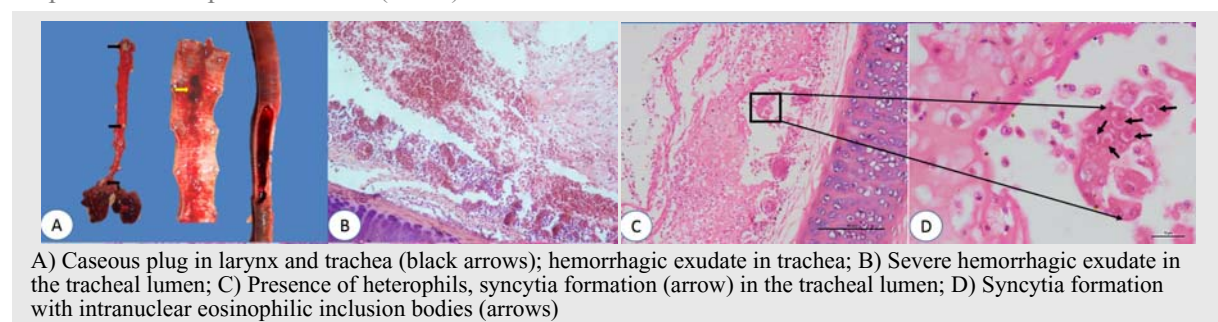 A
B
C
D
A) Caseous plug in larynx and trachea (black arrows); hemorrhagic exudate in trachea; B) Severe hemorrhagic exudate in
the tracheal lumen; C) Presence of heterophils, syncytia formation (arrow) in the tracheal lumen; D) Syncytia formation
with intranuclear eosinophilic inclusion bodies (arrows)